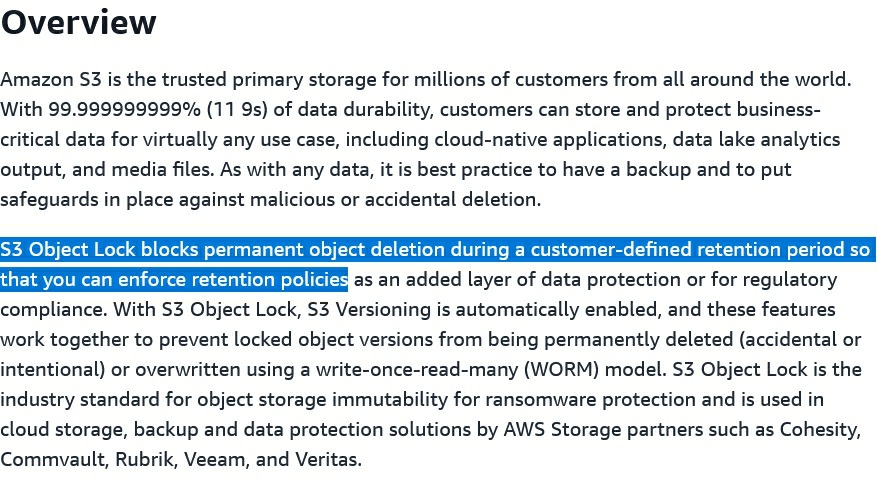 Overview
Amazon S3 is the trusted primary storage for millions of customers from all around the world.
With 99.999999999% (11 9s) of data durability, customers can store and protect business-
critical data for virtually any use case, including cloud-native applications, data lake analytics
output, and media files. As with any data, it is best practice to have a backup and to put
safeguards in place against malicious or accidental deletion.
S3 Object Lock blocks permanent object deletion during a customer-defined retention period so
that you can enforce retention policies as an added layer of data protection or for regulatory
compliance. With S3 Object Lock, S3 Versioning is automatically enabled, and these features
work together to prevent locked object versions from being permanently deleted (accidental or
intentional) or overwritten using a write-once-read-many (WORM) model. S3 Object Lock is the
industry standard for object storage immutability for ransomware protection and is used in
cloud storage, backup and data protection solutions by AWS Storage partners such as Cohesity,
Commvault, Rubrik, Veeam, and Veritas.